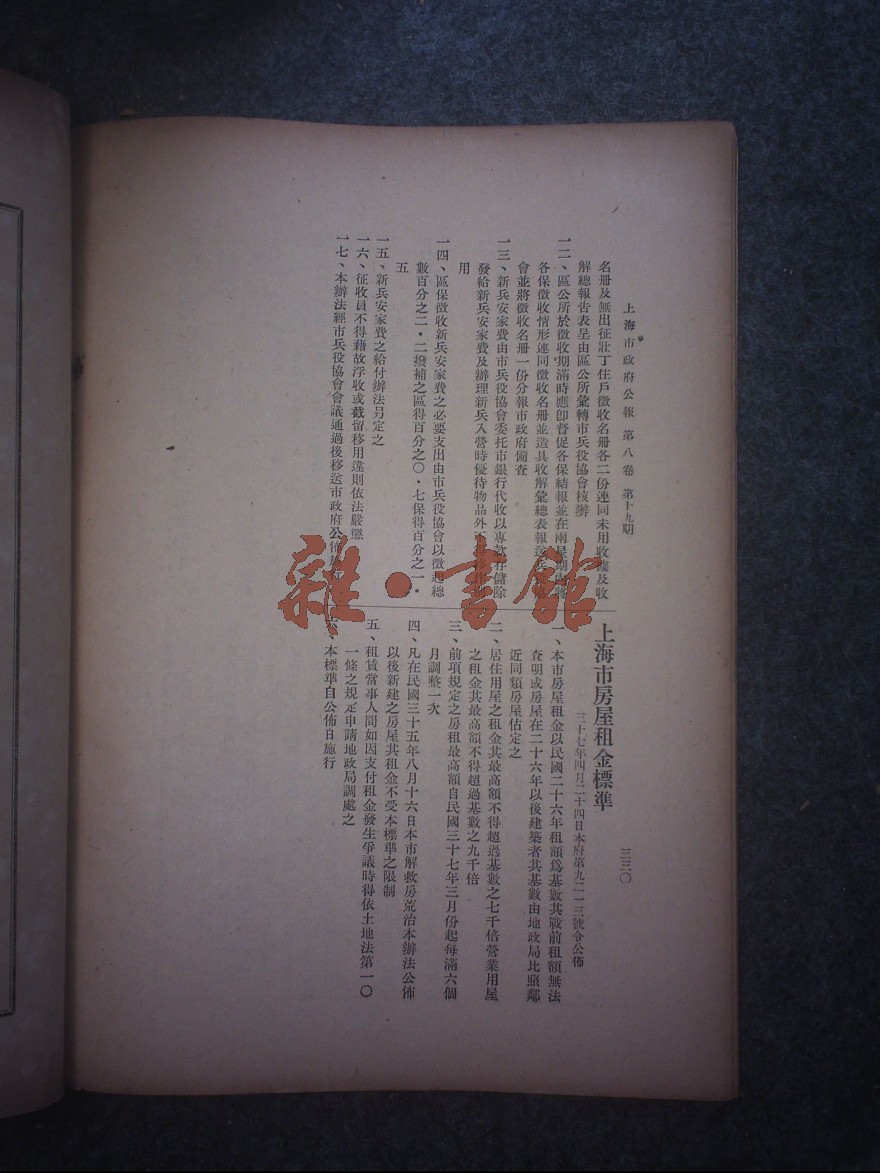 上海市政府公報 第八卷 第十九期
三三〇
名册及無出征壯丁住戶徵收名册各二份連同未用收據及收
解總報告表呈由區公所彙轉市兵役協會核辦
一二、區公所於徵收期滿時應卽督促各保結報並在兩星期內將
各保徵收情形連同徵收名册並造具收解彙總表報送兵役協
會並將徵收名册一份分報市政府備查
一三、新兵安家費由市兵役協會委托市銀行代收以專款存儲除
發給新兵安家費及辦理新兵入營時優待物品外不
用
一四、區保徵收新兵安家費之必要支出由市兵役協會以徵起總
數百分之二・二撥補之區得百分之〇・七保得百分之一・
五
一五、新兵安家費之給付辦法另定之
一六、征收員不得藉故浮收或截留移用違則依法嚴懲
一七、本辦法經市兵役協會會議通過後移送市政府公佈
上海市房屋租金標準
三十七年四月二十四日本府第九二一三號令公佈
一、本市房屋租金以民國二十六年租額爲基數其戰前租額無法
查明或房屋在二十六年以後建築者其基數由地政局比照鄰
近同類房屋估定之
二、居住用屋之租金其最高額不得超過基數之七千倍營業用屋
之租金其最高額不得超過基數之九千倍
三、前項規定之房租最高額自民國三十七年三月份起每滿六個
月調整一次
四、凡在民國三十五年八月十六日本市解救房荒治本辦法公佈
以後新建之房屋其租金不受本標準之限制
五、租賃當事人間如因支付租金發生爭議時得依土地法第一〇
一條之規定申請地政局調處之
六、本標準自公佈日施行
雜・書館